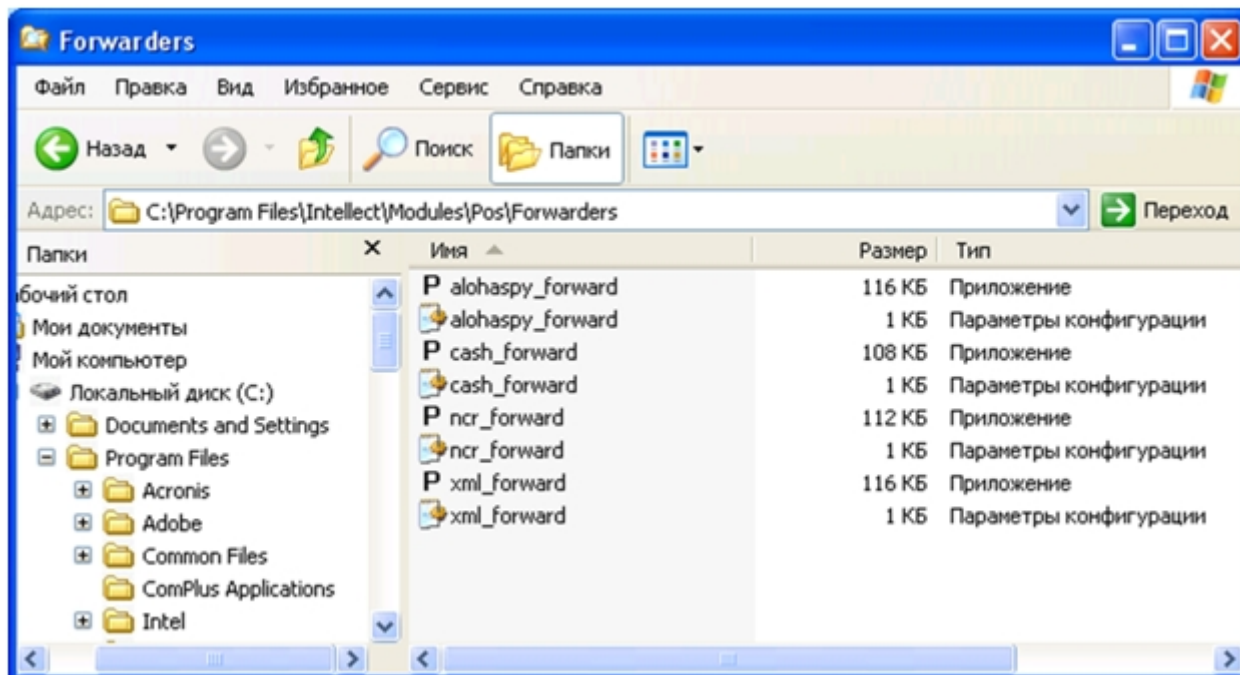 Forwarders
Файл Правка Вид Избранное Сервис Справка
Назад Поиск Папки
Адрес: C:\Program Files\Intellect\Modules\Pos\Forwarders Переход
Папки
бочий стол
Мои документы
Мой компьютер
Локальный диск (C:)
Documents and Settings
Program Files
Acronis
Adobe
Common Files
ComPlus Applications
Intel
Имя Размер Тип
P alohaspy_forward 116 КБ Приложение
alohaspy_forward 1 КБ Параметры конфигурации
P cash_forward 108 КБ Приложение
cash_forward 1 КБ Параметры конфигурации
P ncr_forward 112 КБ Приложение
ncr_forward 1 КБ Параметры конфигурации
P xml_forward 116 КБ Приложение
xml_forward 1 КБ Параметры конфигурации